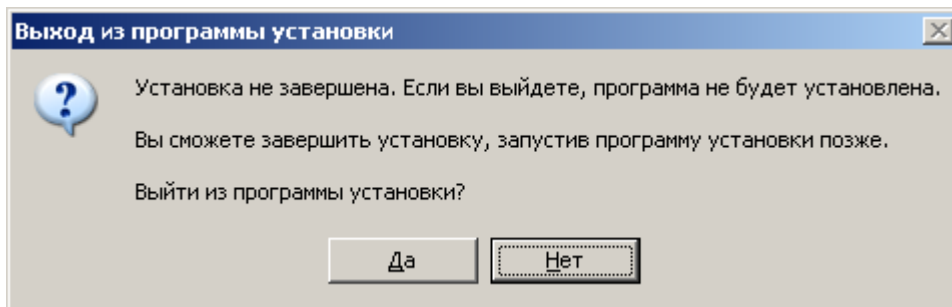 Выход из программы установки
Установка не завершена. Если вы выйдете, программа не будет установлена.
Вы сможете завершить установку, запустив программу установки позже.
Выйти из программы установки?
Да
Нет